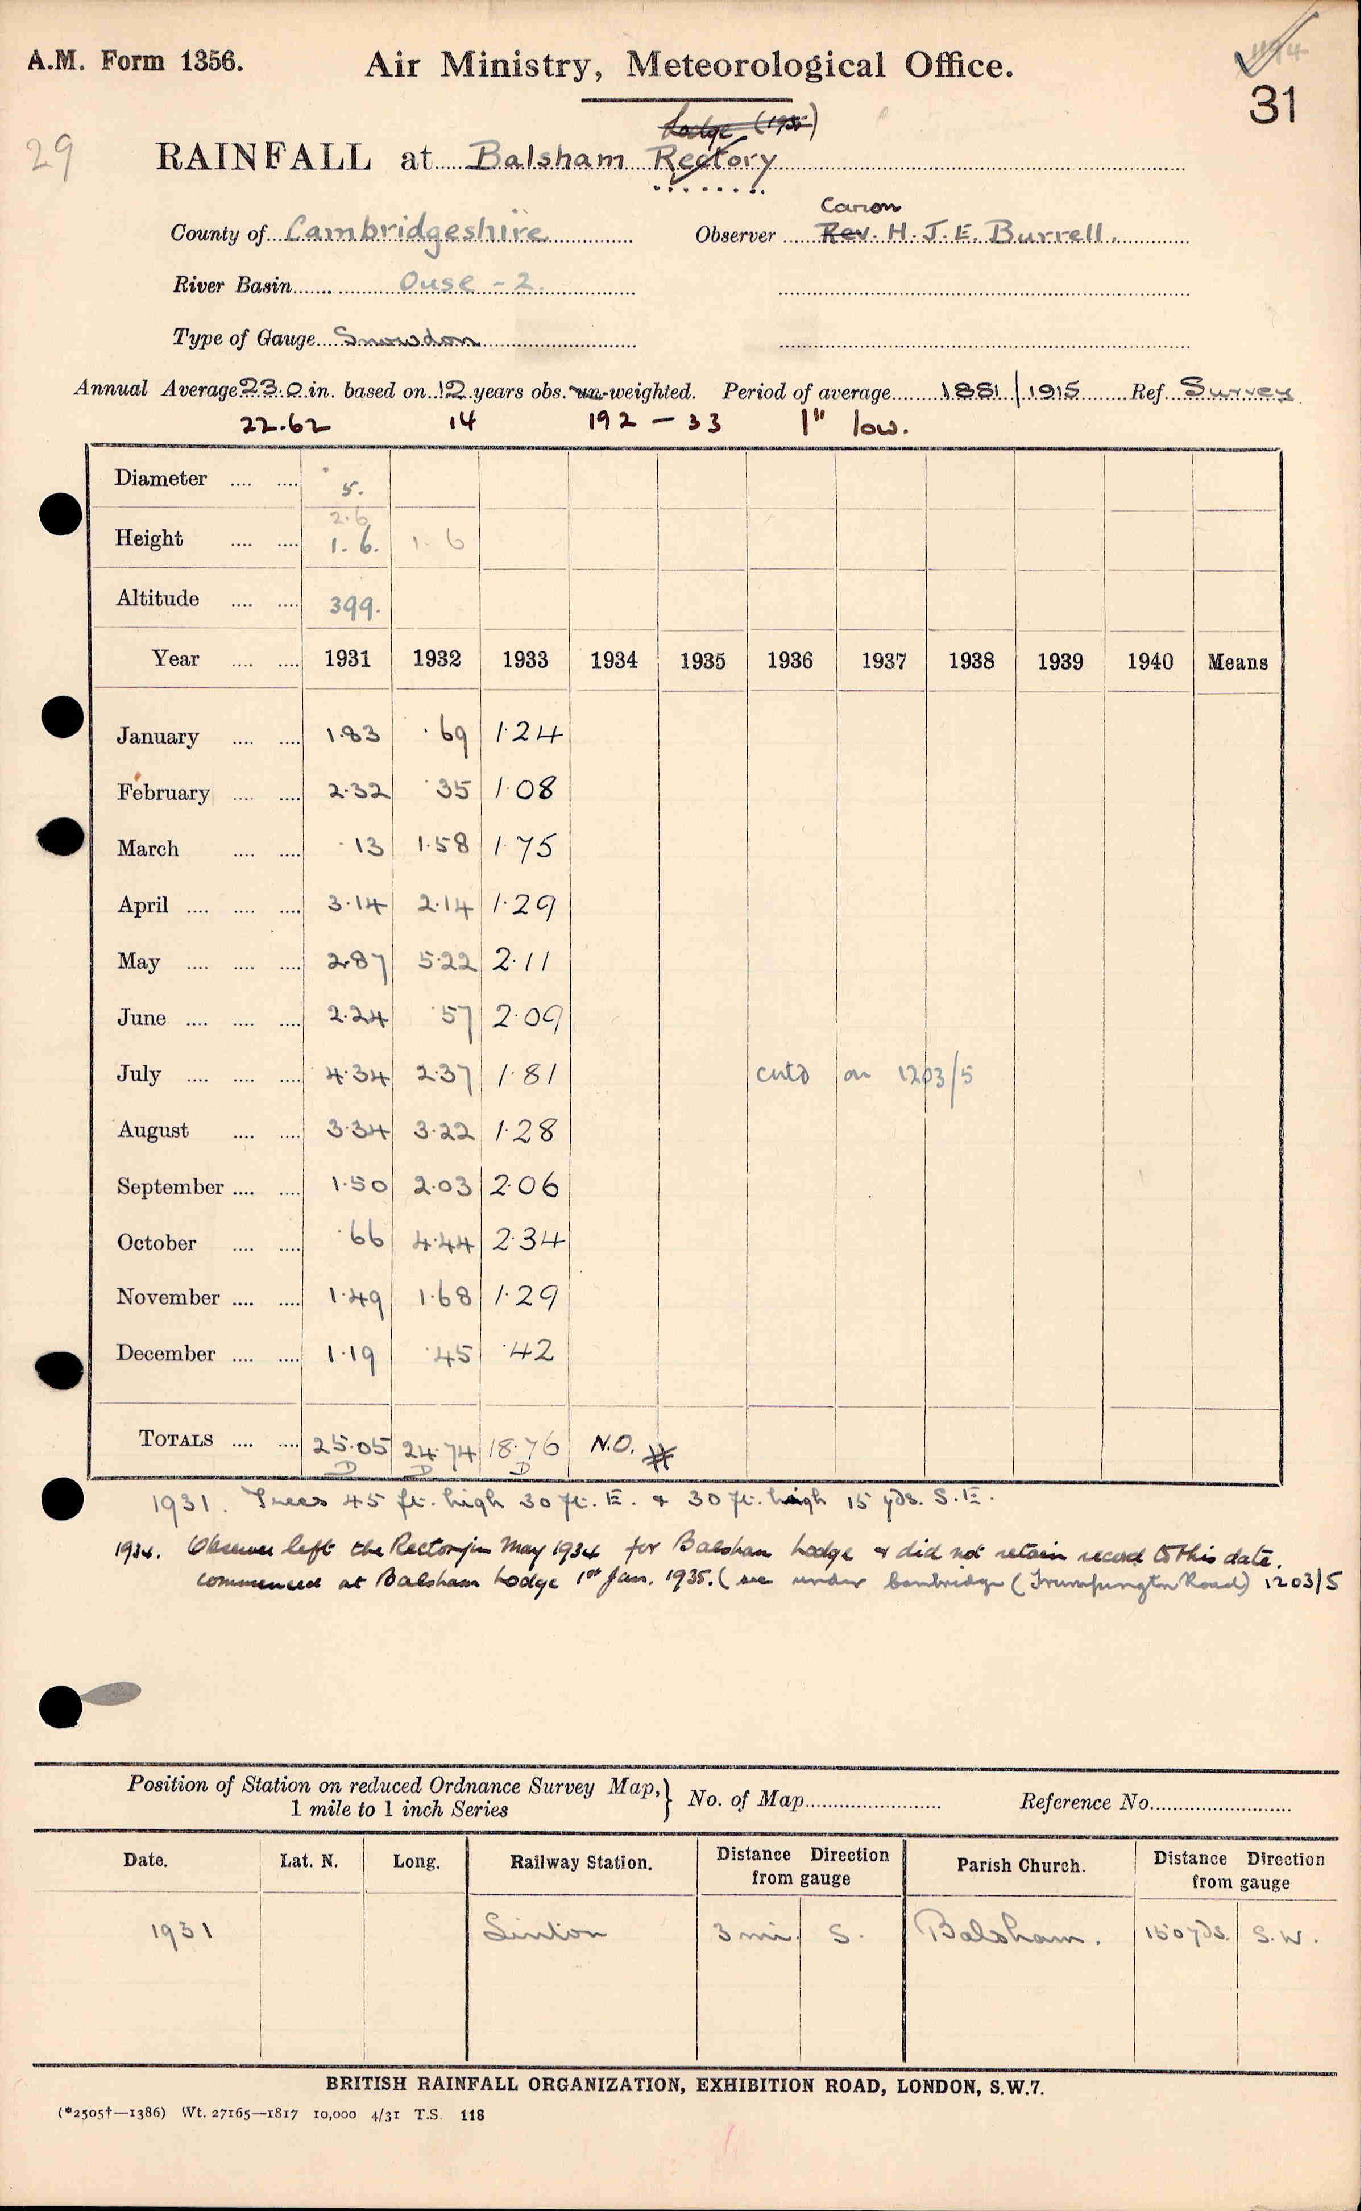 A.M. Form 1356.
Air Ministry, Meteorological Office.
31
29
Lodge (1935)
RAINFALL at Balsham Rectory
Canon
County of Cambridgeshire Observer Rev. H. J. E. Burrell.
River Basin Ouse - 2.
Type of Gauge Snowdon
Annual Average 23.0 in. based on 12 years obs. un-weighted. Period of average 1881/1915 Ref. Survey
22.62 14 192 - 33 1" low.
Diameter .... .... 5.
2.6
Height .... .... 1.6. 1.6
Altitude .... .... 399.
Year .... .... 1931 1932 1933 1934 1935 1936 1937 1938 1939 1940 Means
January .... .... 1.83 .69 1.24
February .... .... 2.32 .35 1.08
March .... .... .13 1.58 1.75
April .... .... .... 3.14 2.14 1.29
May .... .... .... 2.87 5.22 2.11
June .... .... .... 2.24 .57 2.09
July .... .... .... 4.34 2.37 1.81 cntd on 1203/5
August .... .... 3.34 3.22 1.28
September .... .... 1.50 2.03 2.06
October .... .... .66 4.44 2.34
November .... .... 1.49 1.68 1.29
December .... .... 1.19 .45 .42
TOTALS .... .... 25.05 24.74 18.76 N.O.
D D D
1931. Trees 45 ft. high 30 ft. E. & 30 ft. high 15 yds. S.E.
1934. Observer left the Rectory in May 1934 for Balsham Lodge & did not retain record to this date.
commenced at Balsham Lodge 1st Jan. 1935. (see under Cambridge (Trumpington Road) 1203/5
Position of Station on reduced Ordnance Survey Map, } No. of Map Reference No.
1 mile to 1 inch Series
Date. Lat. N. Long. Railway Station. Distance Direction from gauge Parish Church. Distance Direction from gauge
1931 Linton 3 mi. S. Balsham. 150 yds. S.W.
BRITISH RAINFALL ORGANIZATION, EXHIBITION ROAD, LONDON, S.W.7.
(*2505†—1386) Wt. 27165—1817 10,000 4/31 T.S. 118